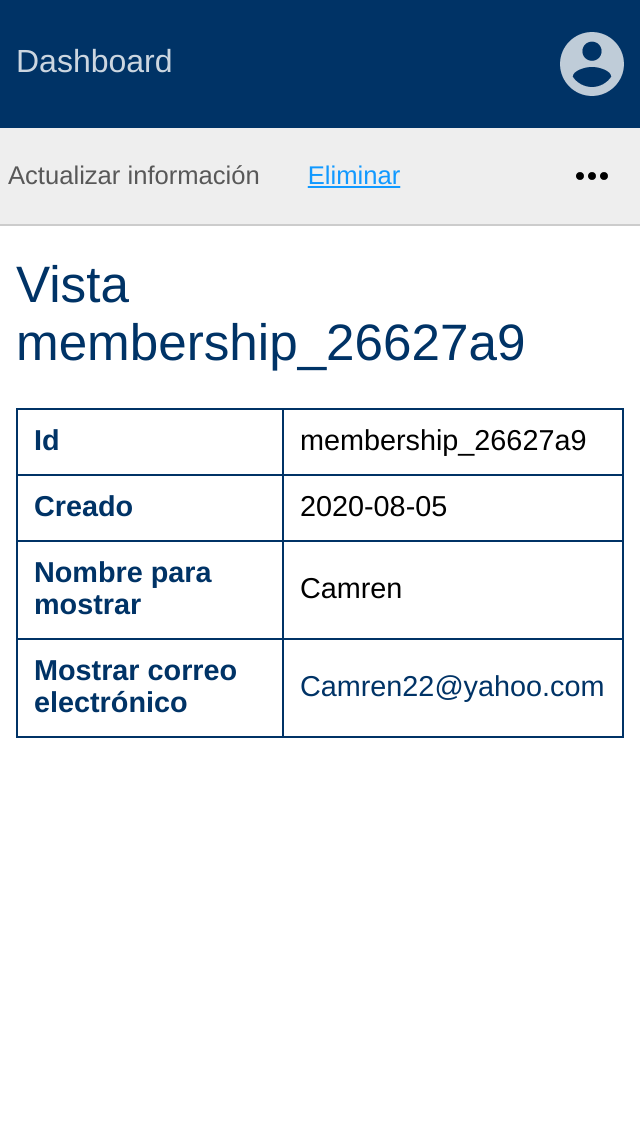 Dashboard
Actualizar información Eliminar
Vista
membership_26627a9
Id membership_26627a9
Creado 2020-08-05
Nombre para
mostrar
Camren
Mostrar correo
electrónico
Camren22@yahoo.com